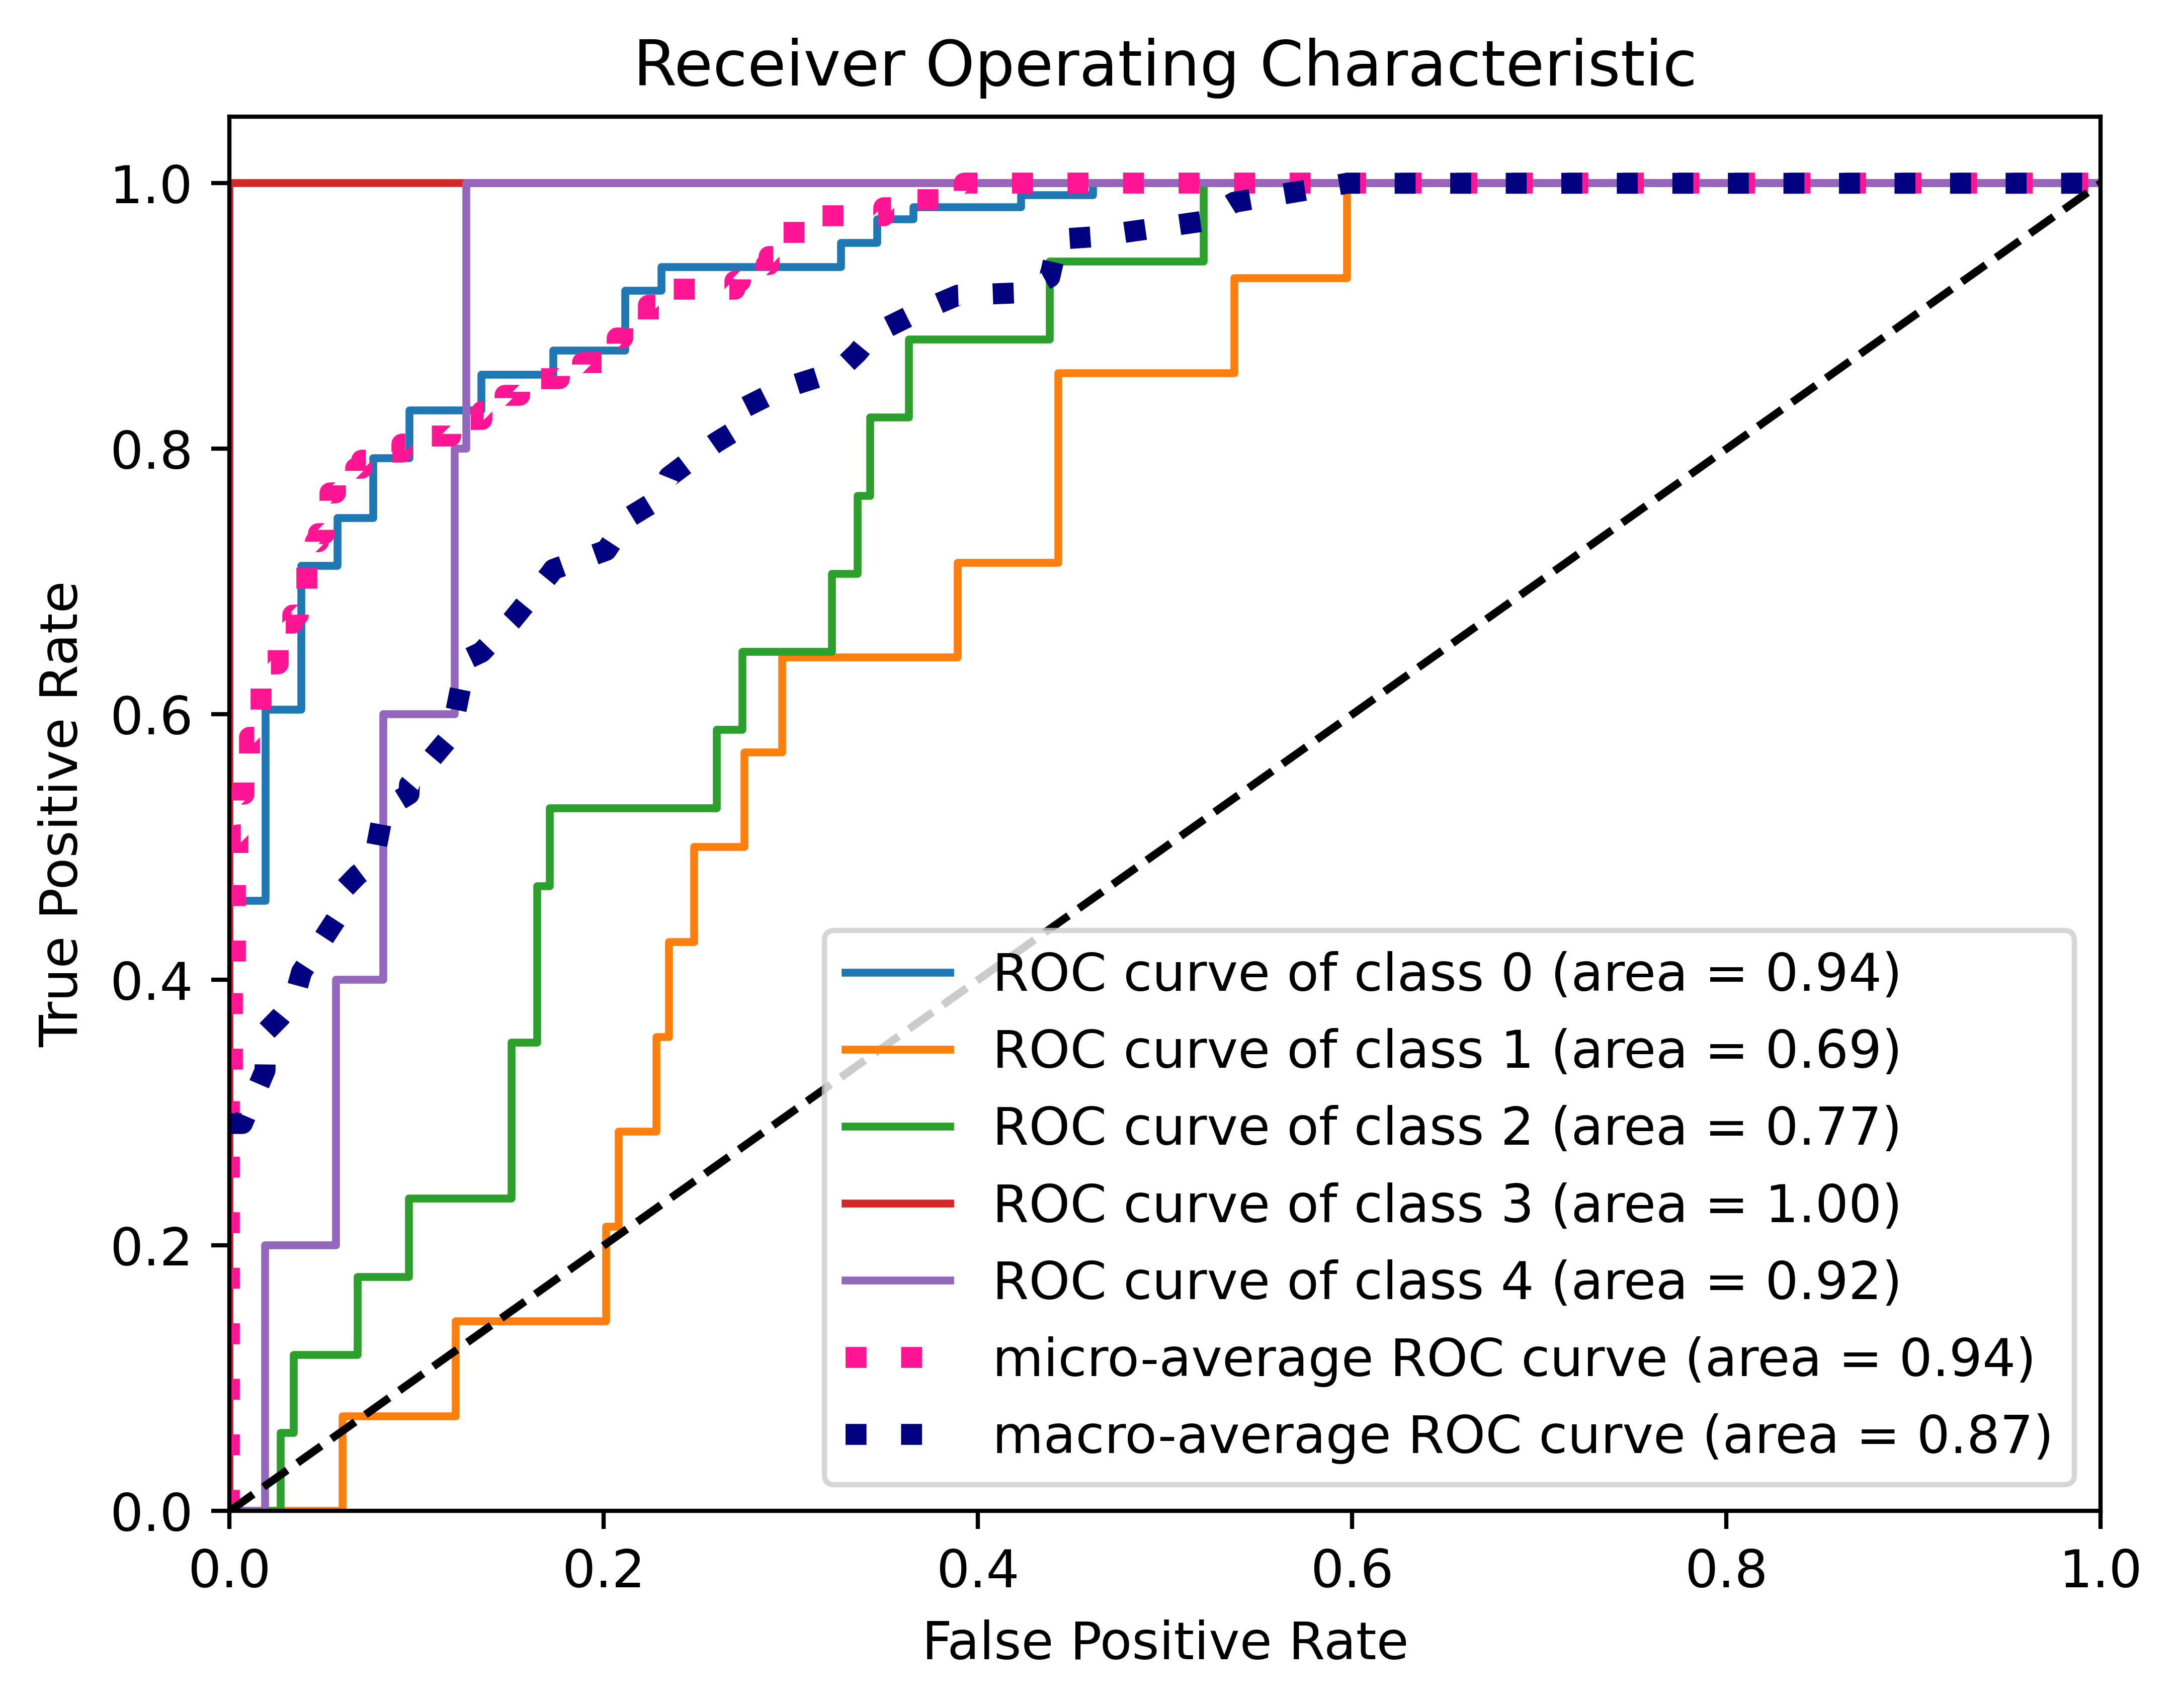 Receiver Operating Characteristic
True Positive Rate
1.0
0.8
0.6
0.4
0.2
0.0
ROC curve of class 0 (area = 0.94)
ROC curve of class 1 (area = 0.69)
ROC curve of class 2 (area = 0.77)
ROC curve of class 3 (area = 1.00)
ROC curve of class 4 (area = 0.92)
micro-average ROC curve (area = 0.94)
macro-average ROC curve (area = 0.87)
0.0 0.2 0.4 0.6 0.8 1.0
False Positive Rate